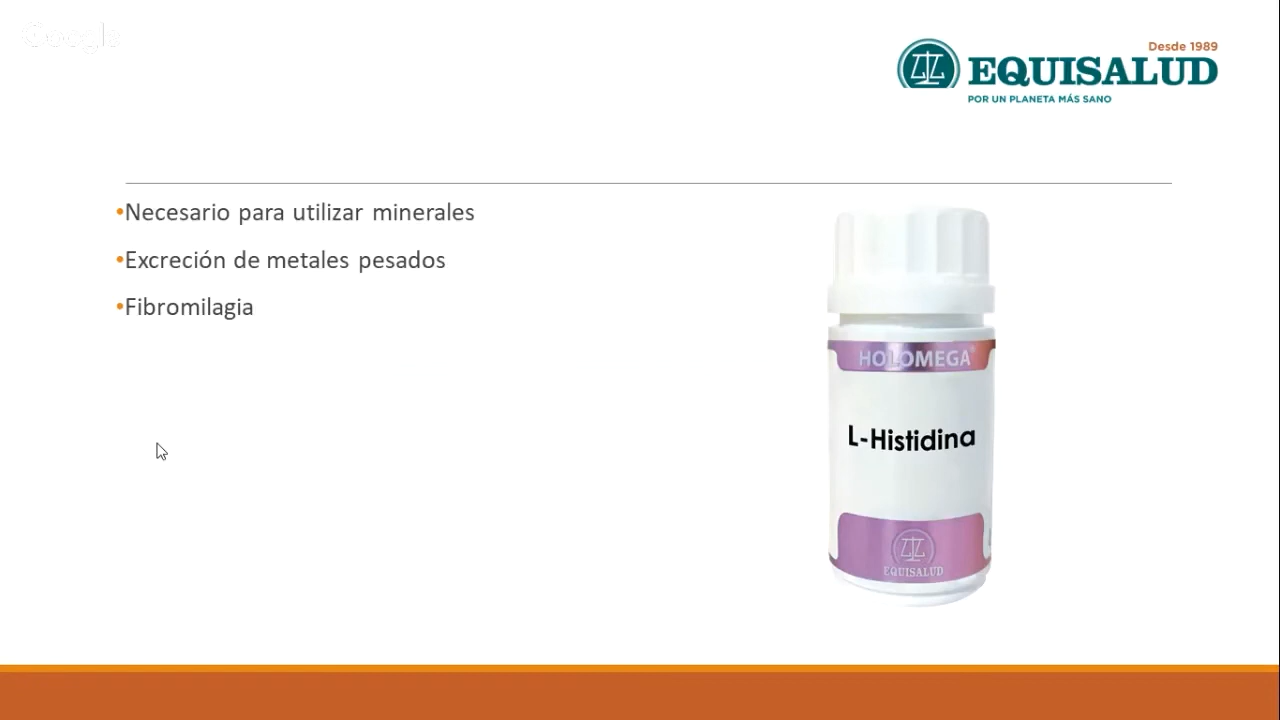 Google
Desde 1989
EQUISALUD
POR UN PLANETA MÁS SANO
•Necesario para utilizar minerales
•Excreción de metales pesados
•Fibromilagia
HOLOMEGA®
L-Histidina
EQUISALUD